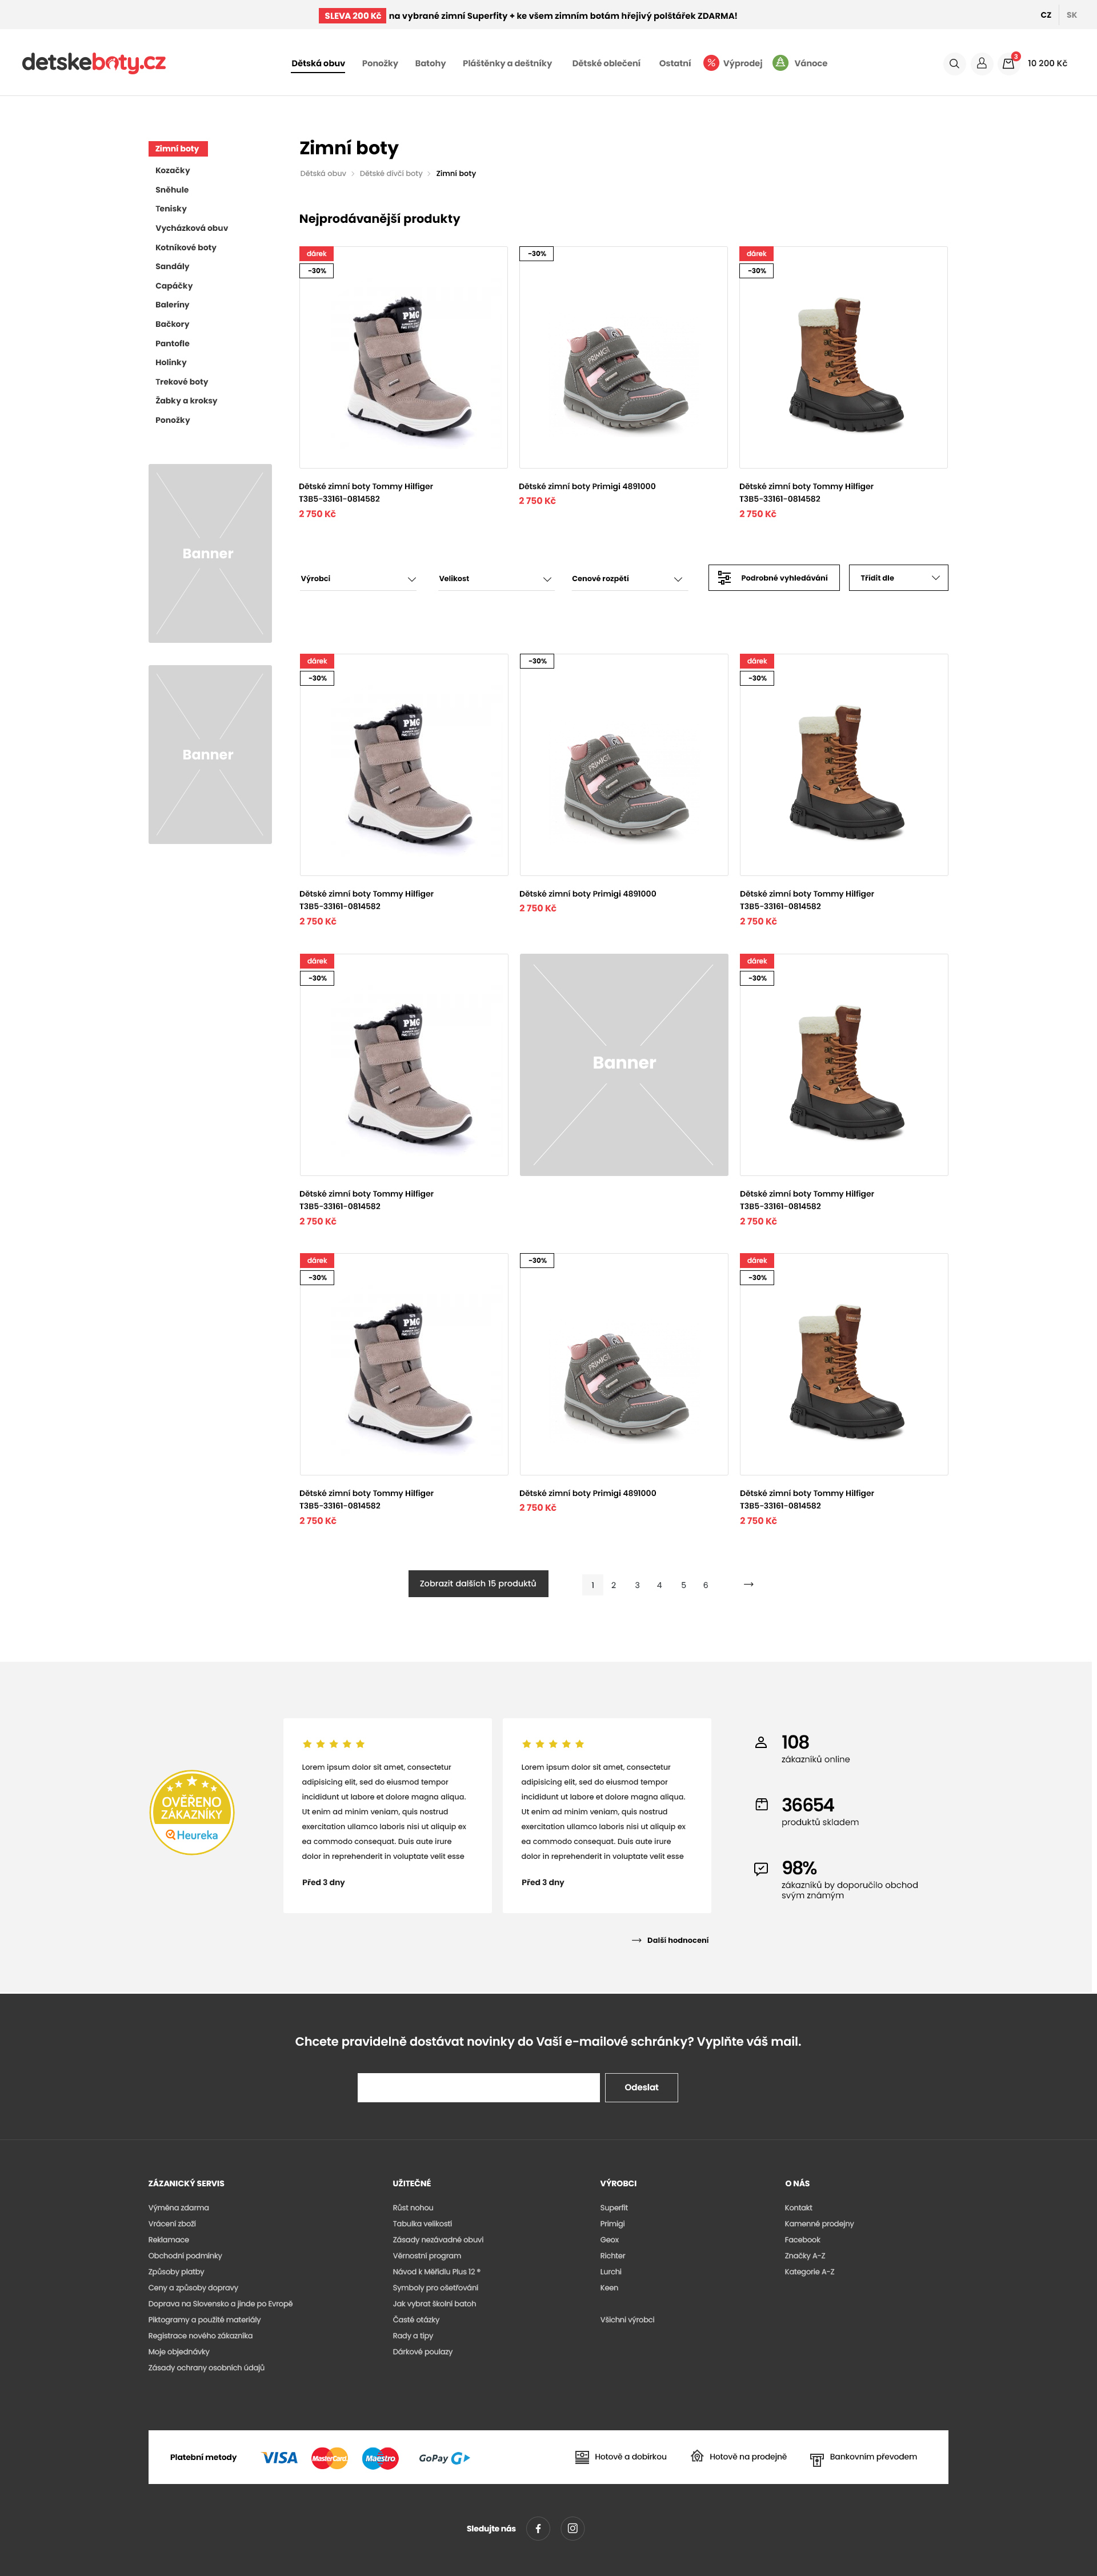 SLEVA 200 Kč na vybrané zimní Superfity + ke všem zimním botám hřejivý polštářek ZDARMA!
CZ SK
detskeboty.cz
Dětská obuv Ponožky Batohy Pláštěnky a deštníky Dětské oblečení Ostatní % Výprodej Vánoce
3
10 200 Kč
Zimní boty
Kozačky
Sněhule
Tenisky
Vycházková obuv
Kotníkové boty
Sandály
Capáčky
Baleríny
Bačkory
Pantofle
Holínky
Trekové boty
Žabky a kroksy
Ponožky
Banner
Banner
Zimní boty
Dětská obuv > Dětské dívčí boty > Zimní boty
Nejprodávanější produkty
dárek
-30%
PMG
-30%
PRIMIGI
dárek
-30%
Dětské zimní boty Tommy Hilfiger
T3B5-33161-0814582
2 750 Kč
Dětské zimní boty Primigi 4891000
2 750 Kč
Dětské zimní boty Tommy Hilfiger
T3B5-33161-0814582
2 750 Kč
Výrobci
Velikost
Cenové rozpětí
Podrobné vyhledávání
Třídit dle
dárek
-30%
PMG
-30%
PRIMIGI
dárek
-30%
Dětské zimní boty Tommy Hilfiger
T3B5-33161-0814582
2 750 Kč
Dětské zimní boty Primigi 4891000
2 750 Kč
Dětské zimní boty Tommy Hilfiger
T3B5-33161-0814582
2 750 Kč
dárek
-30%
PMG
Banner
dárek
-30%
Dětské zimní boty Tommy Hilfiger
T3B5-33161-0814582
2 750 Kč
Dětské zimní boty Tommy Hilfiger
T3B5-33161-0814582
2 750 Kč
dárek
-30%
PMG
-30%
PRIMIGI
dárek
-30%
Dětské zimní boty Tommy Hilfiger
T3B5-33161-0814582
2 750 Kč
Dětské zimní boty Primigi 4891000
2 750 Kč
Dětské zimní boty Tommy Hilfiger
T3B5-33161-0814582
2 750 Kč
Zobrazit dalších 15 produktů
1 2 3 4 5 6
OVĚŘENO
ZÁKAZNÍKY
Heureka
Lorem ipsum dolor sit amet, consectetur
adipisicing elit, sed do eiusmod tempor
incididunt ut labore et dolore magna aliqua.
Ut enim ad minim veniam, quis nostrud
exercitation ullamco laboris nisi ut aliquip ex
ea commodo consequat. Duis aute irure
dolor in reprehenderit in voluptate velit esse
Před 3 dny
Lorem ipsum dolor sit amet, consectetur
adipisicing elit, sed do eiusmod tempor
incididunt ut labore et dolore magna aliqua.
Ut enim ad minim veniam, quis nostrud
exercitation ullamco laboris nisi ut aliquip ex
ea commodo consequat. Duis aute irure
dolor in reprehenderit in voluptate velit esse
Před 3 dny
Další hodnocení
108
zákazníků online
36654
produktů skladem
98%
zákazníků by doporučilo obchod
svým známým
Chcete pravidelně dostávat novinky do Vaší e-mailové schránky? Vyplňte váš mail.
Odeslat
ZÁZANICKÝ SERVIS
Výměna zdarma
Vrácení zboží
Reklamace
Obchodní podmínky
Způsoby platby
Ceny a způsoby dopravy
Doprava na Slovensko a jinde po Evropě
Piktogramy a použité materiály
Registrace nového zákazníka
Moje objednávky
Zásady ochrany osobních údajů
UŽITEČNÉ
Růst nohou
Tabulka velikostí
Zásady nezávadné obuvi
Věrnostní program
Návod k Měřidlu Plus 12 ®
Symboly pro ošetřování
Jak vybrat školní batoh
Časté otázky
Rady a tipy
Dárkové poulazy
VÝROBCI
Superfit
Primigi
Geox
Richter
Lurchi
Keen
Všichni výrobci
O NÁS
Kontakt
Kamenné prodejny
Facebook
Značky A-Z
Kategorie A-Z
Platební metody VISA MasterCard Maestro GoPay
Hotově a dobírkou
Hotově na prodejně
Bankovním převodem
Sledujte nás